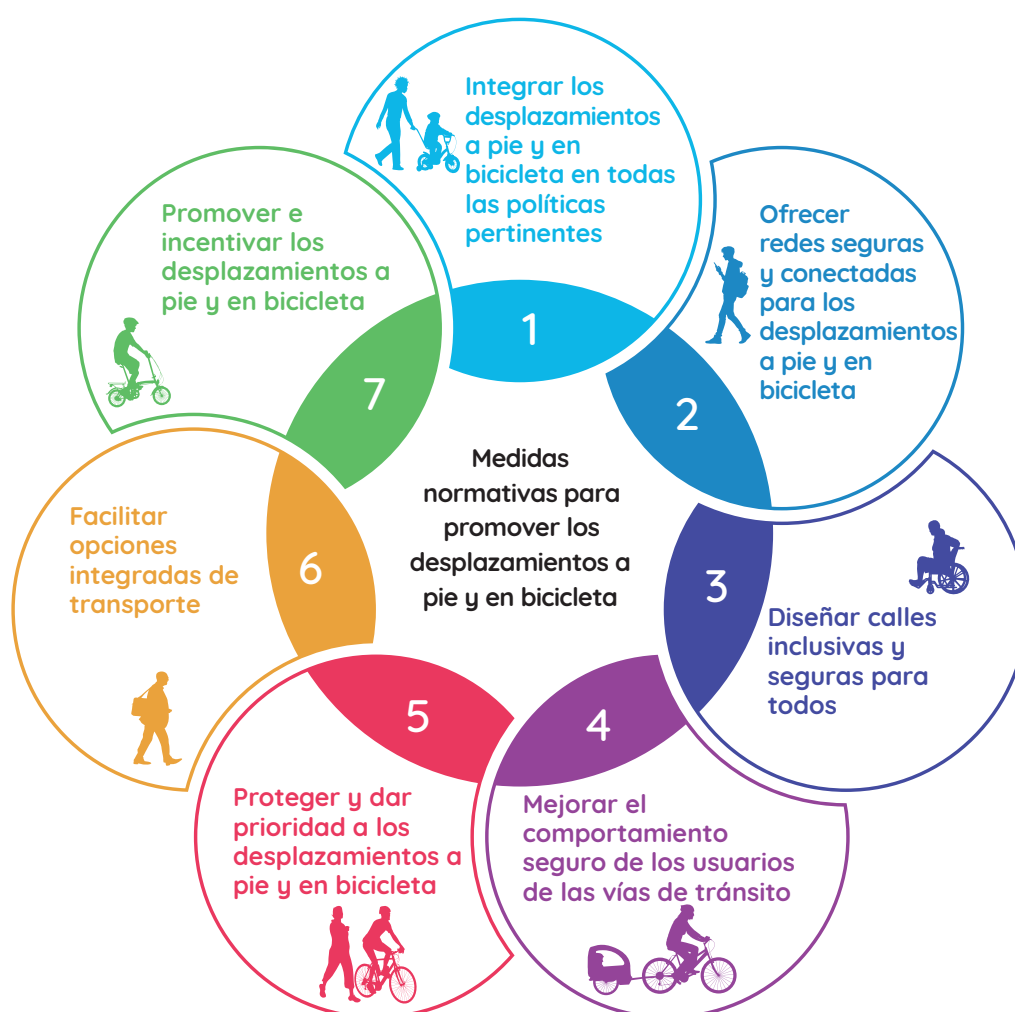 Integrar los
desplazamientos
a pie y en
bicicleta en todas
las políticas
pertinentes
1
Ofrecer
redes seguras
y conectadas
para los
desplazamientos
a pie y en
bicicleta
2
Diseñar calles
inclusivas y
seguras para
todos
3
Mejorar el
comportamiento
seguro de los usuarios
de las vías de tránsito
4
Proteger y dar
prioridad a los
desplazamientos a
pie y en bicicleta
5
Facilitar
opciones
integradas de
transporte
6
Promover e
incentivar los
desplazamientos a
pie y en bicicleta
7
Medidas
normativas para
promover los
desplazamientos a
pie y en bicicleta